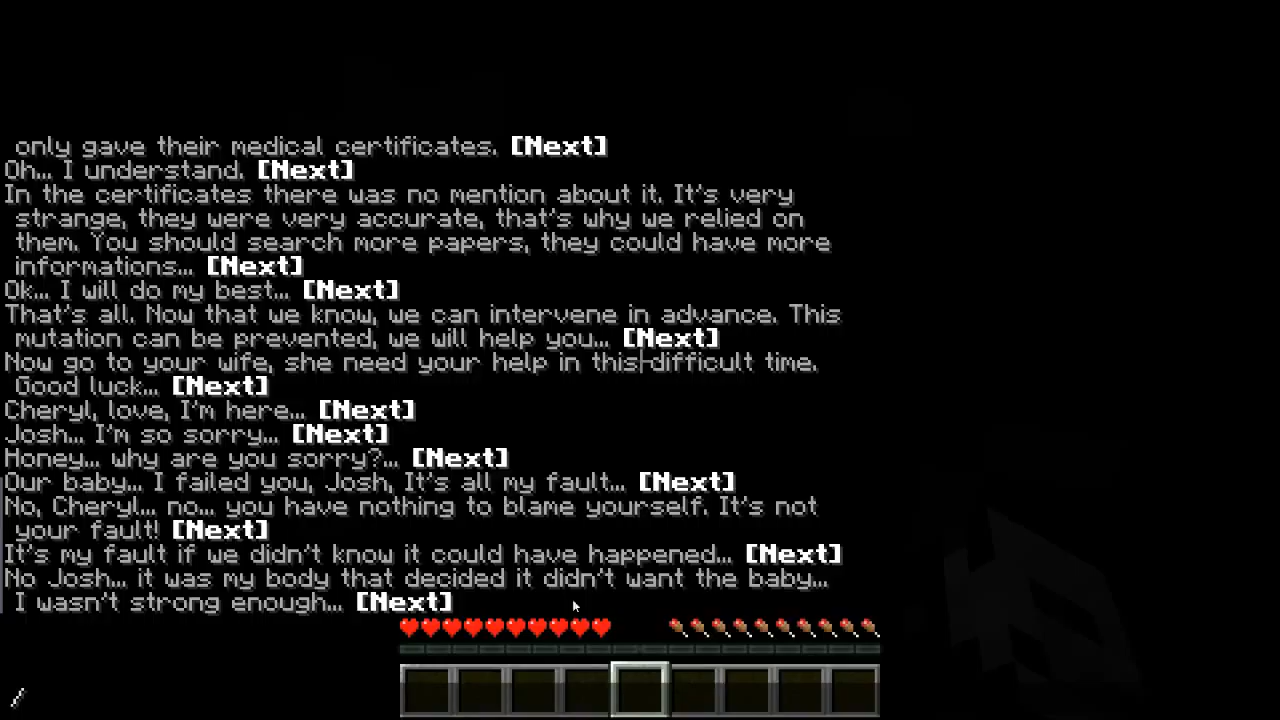 only gave their medical certificates. [Next]
Oh... I understand. [Next]
In the certificates there was no mention about it. It's very
strange, they were very accurate, that's why we relied on
them. You should search more papers, they could have more
informations... [Next]
Ok... I will do my best... [Next]
That's all. Now that we know, we can intervene in advance. This
mutation can be prevented, we will help you... [Next]
Now go to your wife, she need your help in this difficult time.
Good luck... [Next]
Cheryl, love, I'm here... [Next]
Josh... I'm so sorry... [Next]
Honey... why are you sorry?... [Next]
Our baby... I failed you, Josh, It's all my fault... [Next]
No, Cheryl... no... you have nothing to blame yourself. It's not
your fault! [Next]
It's my fault if we didn't know it could have happened... [Next]
No Josh... it was my body that decided it didn't want the baby...
I wasn't strong enough... [Next]
/